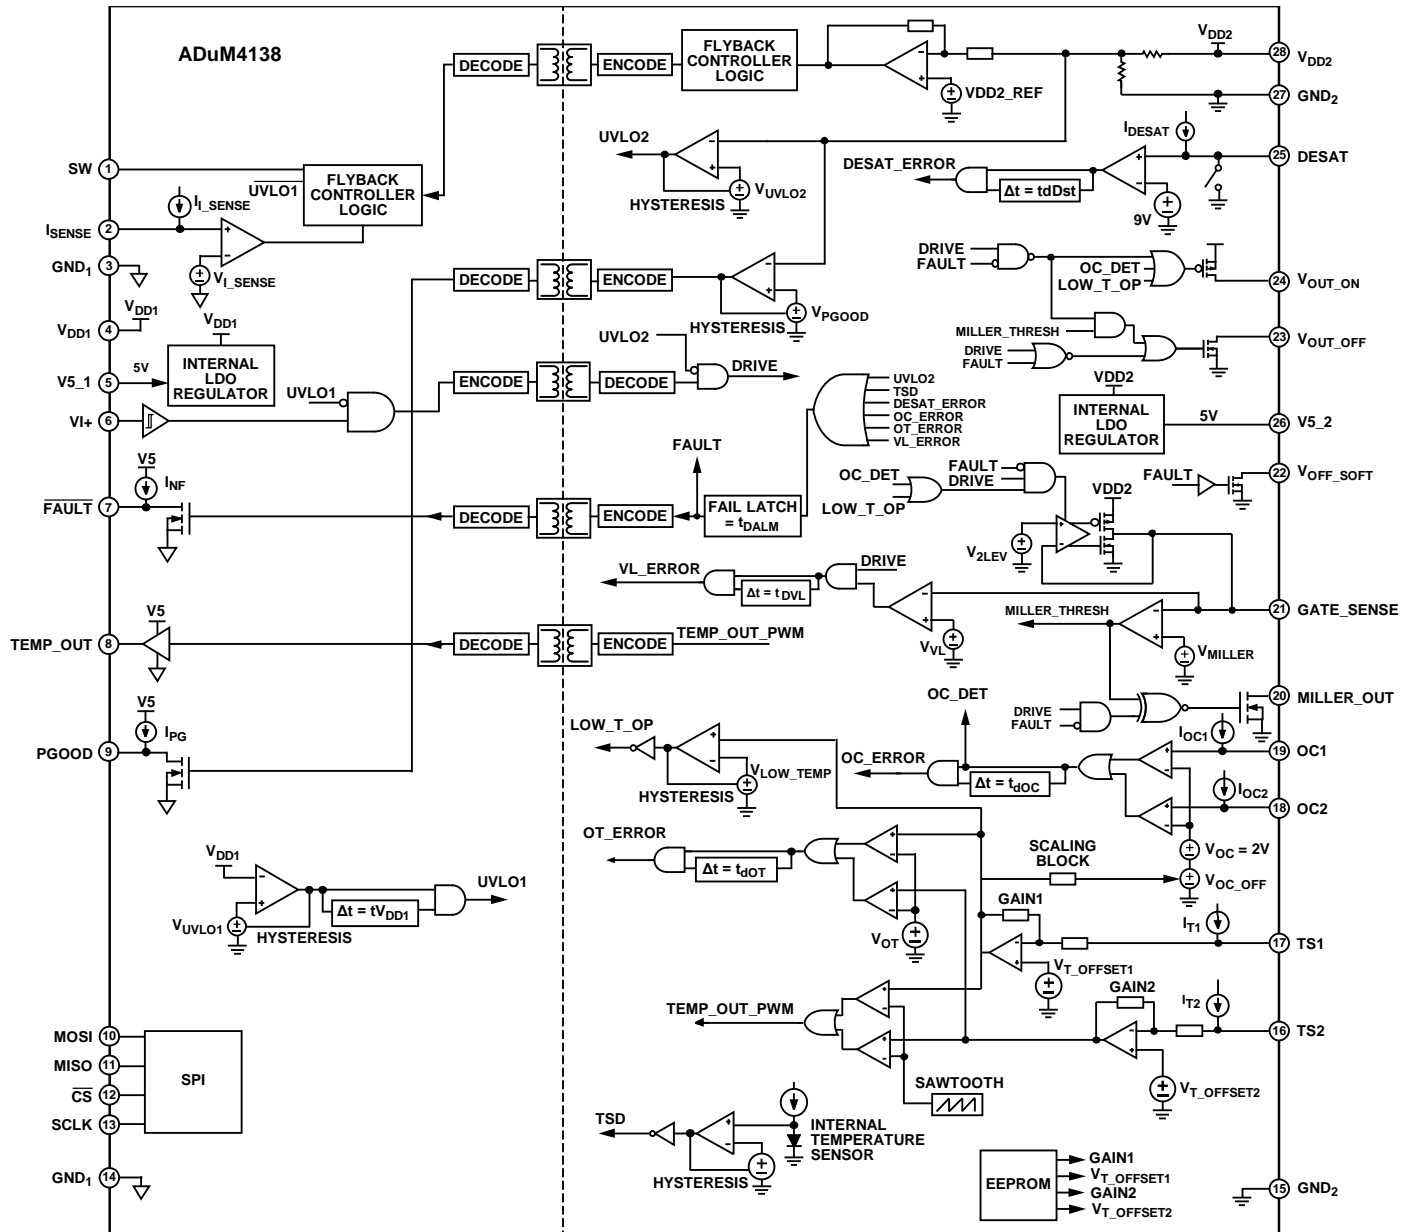 ADuM4138
SW 1
ISENSE 2
GND1 3
VDD1 4
V5_1 5
VI+ 6
FAULT 7
TEMP_OUT 8
PGOOD 9
MOSI 10
MISO 11
CS 12
SCLK 13
GND1 14
UVLO1
FLYBACK
CONTROLLER
LOGIC
II_SENSE
VI_SENSE
VDD1
VDD1
5V
INTERNAL
LDO
REGULATOR
UVLO1
V5
INF
V5
V5
IPG
VDD1
VUVLO1
HYSTERESIS
Δt = tVDD1
UVLO1
SPI
DECODE
ENCODE
FLYBACK
CONTROLLER
LOGIC
VDD2_REF
VDD2
UVLO2
HYSTERESIS
VUVLO2
DECODE
ENCODE
HYSTERESIS
VPGOOD
ENCODE
DECODE
UVLO2
DRIVE
UVLO2
TSD
DESAT_ERROR
OC_ERROR
OT_ERROR
VL_ERROR
FAULT
DECODE
ENCODE
FAIL LATCH
= tDALM
VL_ERROR
Δt = tDVL
DRIVE
VVL
DECODE
ENCODE
TEMP_OUT_PWM
DESAT_ERROR
Δt = tdDst
IDESAT
9V
DRIVE
FAULT
OC_DET
LOW_T_OP
MILLER_THRESH
DRIVE
FAULT
VDD2
INTERNAL
LDO
REGULATOR
5V
OC_DET
LOW_T_OP
FAULT
DRIVE
VDD2
V2LEV
FAULT
MILLER_THRESH
VMILLER
DRIVE
FAULT
OC_DET
OC_ERROR
Δt = tdOC
IOC1
IOC2
VOC = 2V
VOC_OFF
LOW_T_OP
HYSTERESIS
VLOW_TEMP
OT_ERROR
Δt = tdOT
VOT
SCALING
BLOCK
GAIN1
IT1
VT_OFFSET1
TEMP_OUT_PWM
GAIN2
IT2
VT_OFFSET2
SAWTOOTH
TSD
HYSTERESIS
INTERNAL
TEMPERATURE
SENSOR
EEPROM
GAIN1
VT_OFFSET1
GAIN2
VT_OFFSET2
28 VDD2
27 GND2
25 DESAT
24 VOUT_ON
23 VOUT_OFF
26 V5_2
22 VOFF_SOFT
21 GATE_SENSE
20 MILLER_OUT
19 OC1
18 OC2
17 TS1
16 TS2
15 GND2